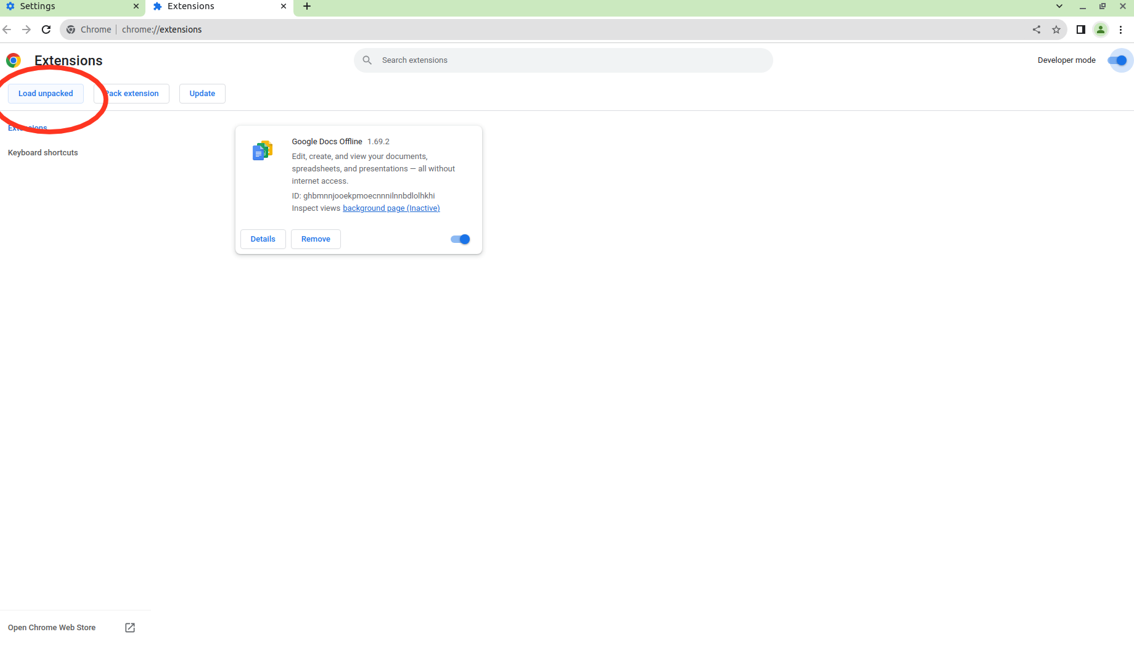 Settings
Extensions
Chrome
chrome://extensions
Extensions
Search extensions
Developer mode
Load unpacked
Pack extension
Update
Extensions
Keyboard shortcuts
Google Docs Offline 1.69.2
Edit, create, and view your documents,
spreadsheets, and presentations — all without
internet access.
ID: ghbmnnjooekpmoecnnnilnnbdlolhkhi
Inspect views background page (Inactive)
Details
Remove
Open Chrome Web Store